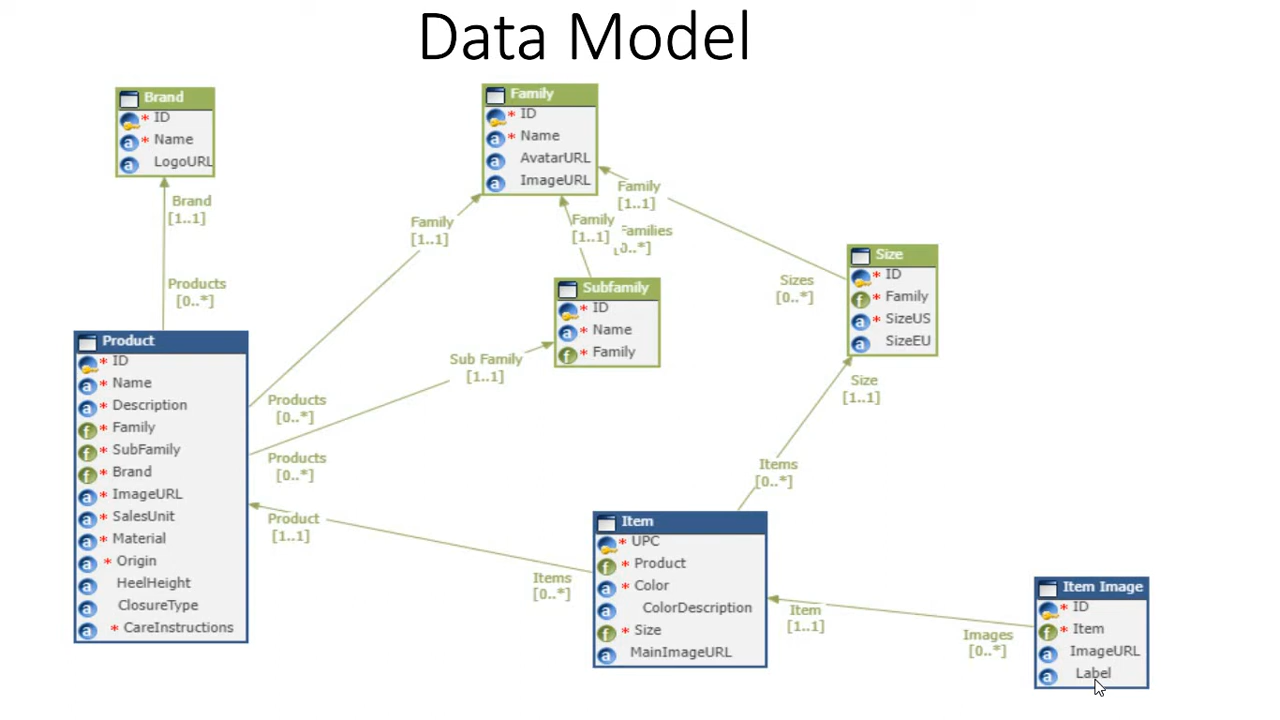 Data Model
Brand
* ID
* Name
LogoURL
Brand
[1..1]
Products
[0..*]
Family
* ID
* Name
AvatarURL
ImageURL
Family
[1..1]
Family
[1..1]
Families
[0..*]
Family
[1..1]
Sizes
[0..*]
Size
* ID
* Family
* SizeUS
SizeEU
Subfamily
* ID
* Name
* Family
Sub Family
[1..1]
Products
[0..*]
Products
[0..*]
Product
* ID
* Name
* Description
* Family
* SubFamily
* Brand
* ImageURL
* SalesUnit
* Material
* Origin
HeelHeight
ClosureType
* CareInstructions
Product
[1..1]
Items
[0..*]
Size
[1..1]
Items
[0..*]
Item
* UPC
* Product
* Color
ColorDescription
* Size
MainImageURL
Item
[1..1]
Images
[0..*]
Item Image
* ID
* Item
ImageURL
Label